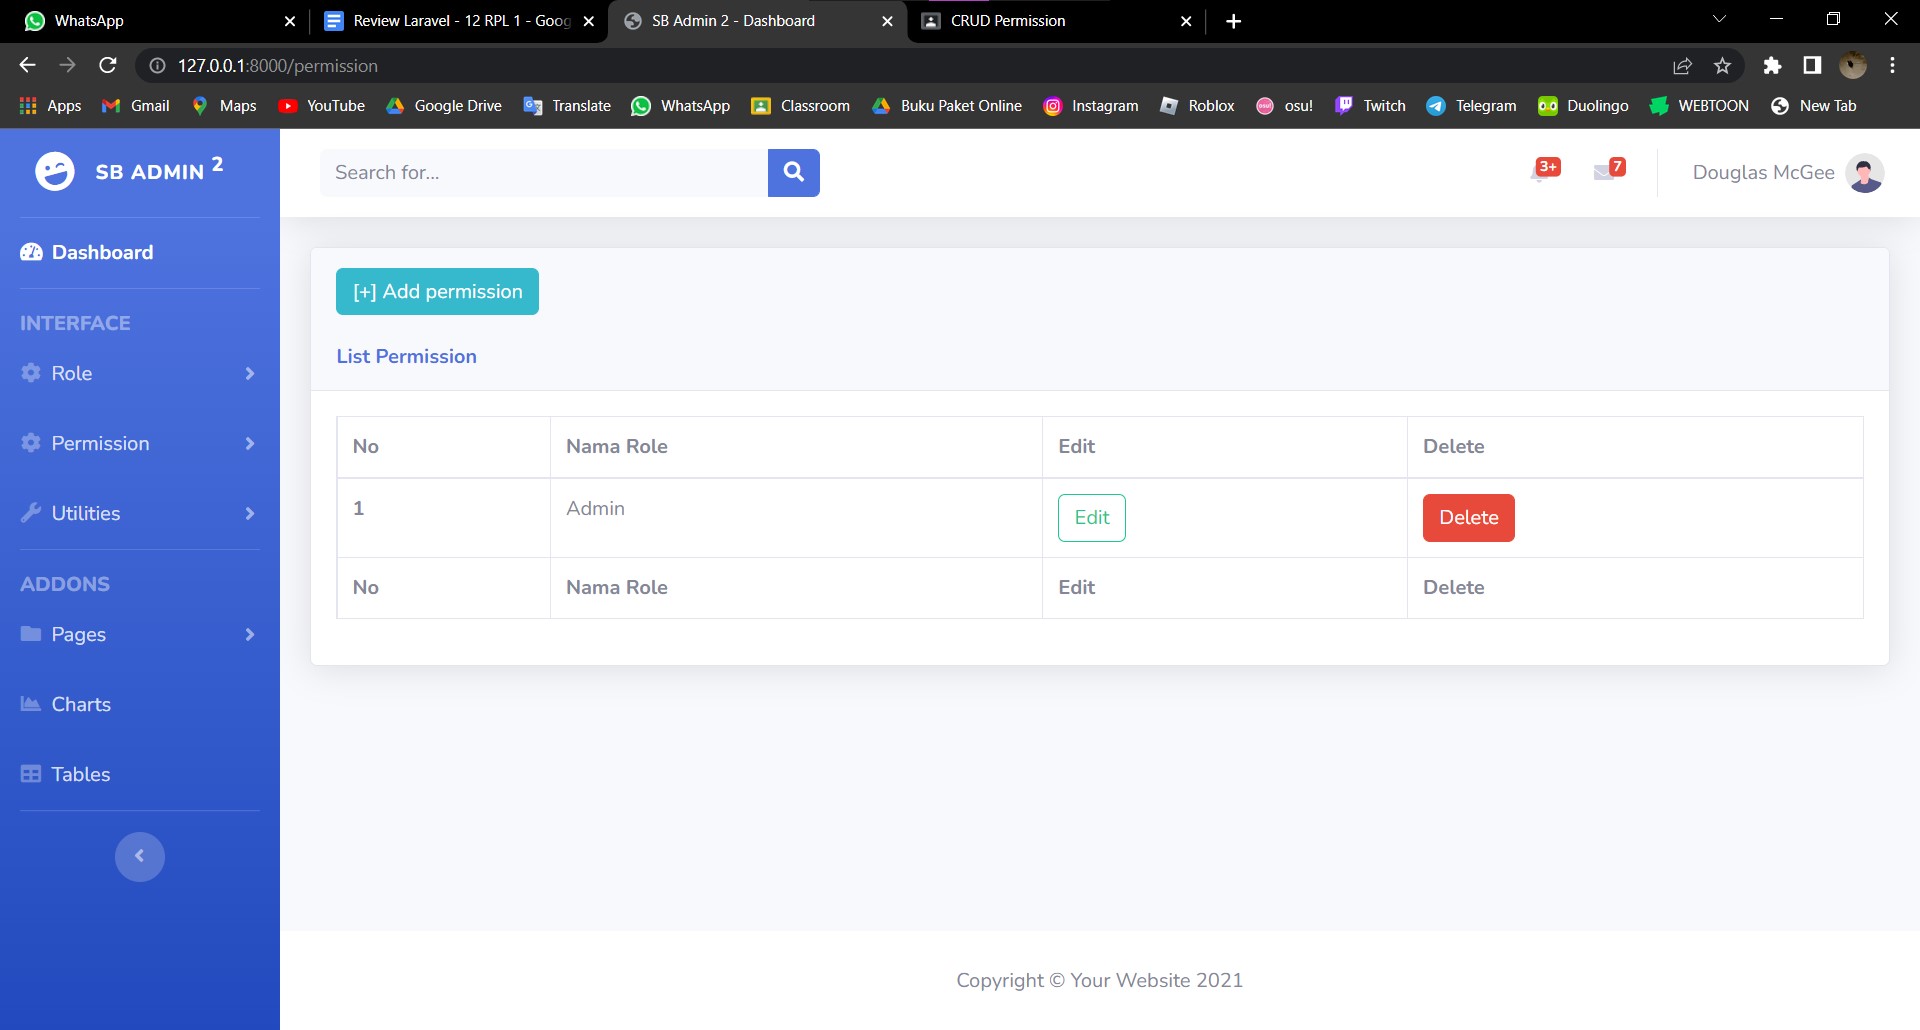 WhatsApp
Review Laravel - 12 RPL 1 - Goog
SB Admin 2 - Dashboard
CRUD Permission
127.0.0.1:8000/permission
Apps
Gmail
Maps
YouTube
Google Drive
Translate
WhatsApp
Classroom
Buku Paket Online
Instagram
Roblox
osu!
Twitch
Telegram
Duolingo
WEBTOON
New Tab
SB ADMIN 2
Search for...
3+
7
Douglas McGee
Dashboard
INTERFACE
Role
Permission
Utilities
ADDONS
Pages
Charts
Tables
[+] Add permission
List Permission
No Nama Role Edit Delete
1 Admin Edit Delete
No Nama Role Edit Delete
Copyright © Your Website 2021